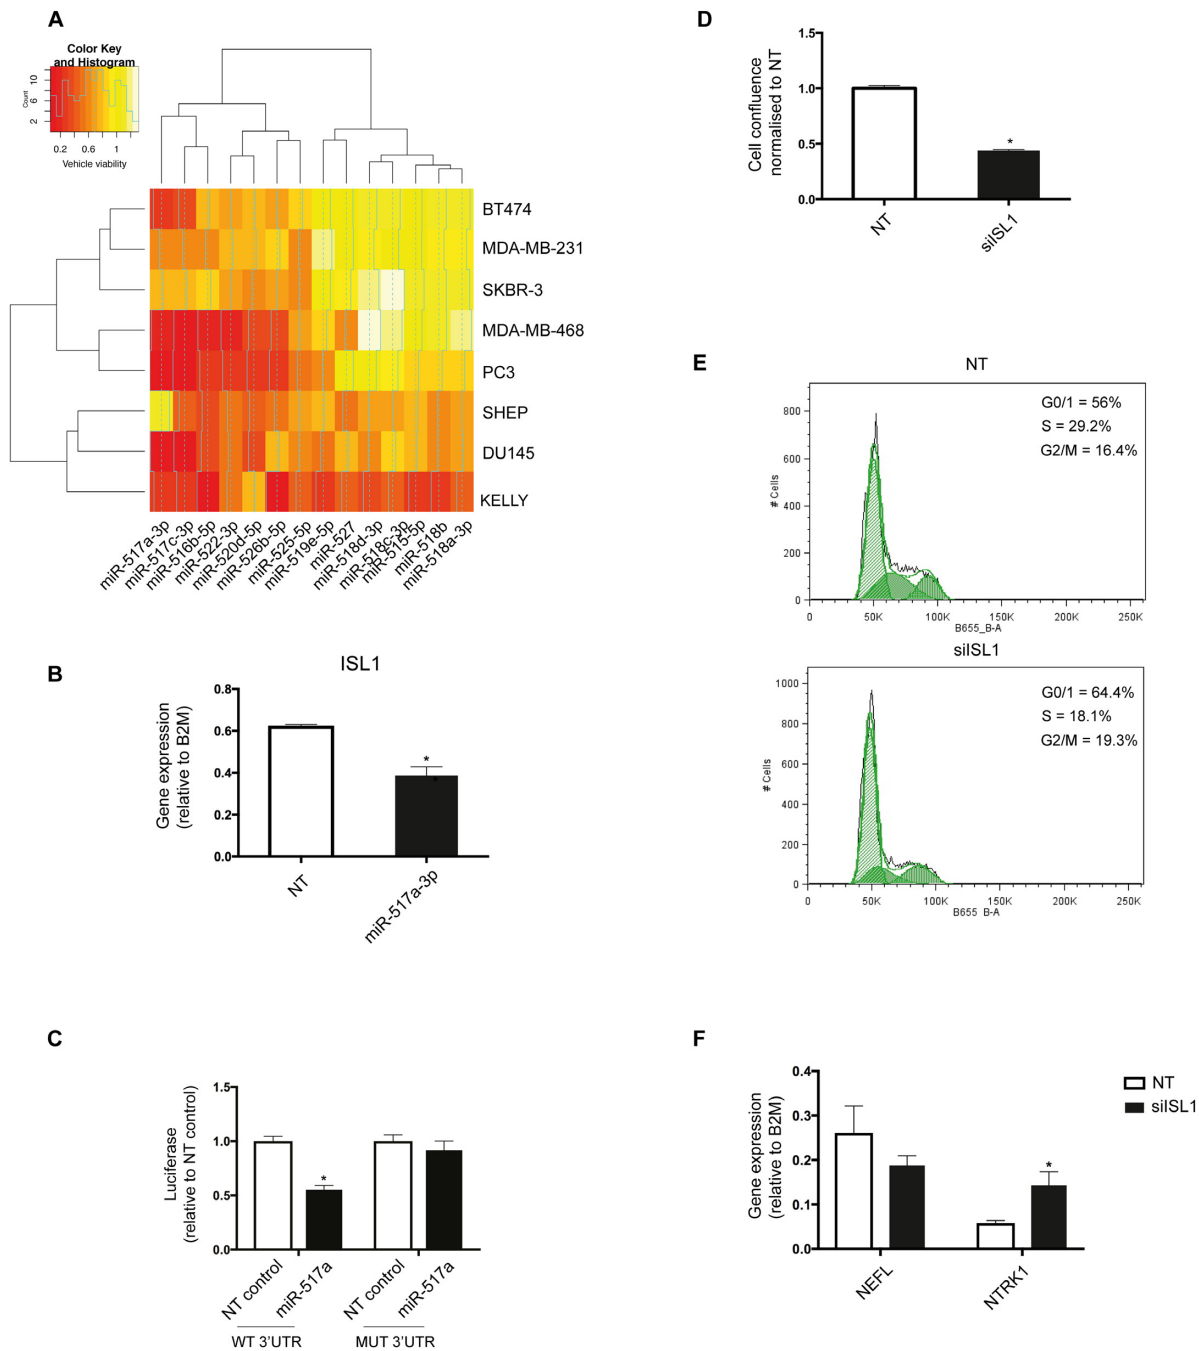 A
Color Key
and Histogram
Count
2 6 10
0.2 0.6 1
Vehicle viability
BT474
MDA-MB-231
SKBR-3
MDA-MB-468
PC3
SHEP
DU145
KELLY
miR-517a-3p
miR-517c-3p
miR-516b-5p
miR-522-3p
miR-520d-5p
miR-526b-5p
miR-525-5p
miR-519e-5p
miR-527
miR-518d-3p
miR-518c-3p
miR-515-5p
miR-518b
miR-518a-3p
B
ISL1
Gene expression
(relative to B2M)
0.8
0.6
0.4
0.2
0.0
*
NT
miR-517a-3p
C
Luciferase
(relative to NT control)
1.5
1.0
0.5
0.0
*
NT control
miR-517a
NT control
miR-517a
WT 3'UTR
MUT 3'UTR
D
Cell confluence
normalised to NT
1.5
1.0
0.5
0.0
*
NT
siISL1
E
NT
G0/1 = 56%
S = 29.2%
G2/M = 16.4%
# Cells
800
600
400
200
0
0 50K 100K 150K 200K 250K
B655_B-A
siISL1
G0/1 = 64.4%
S = 18.1%
G2/M = 19.3%
# Cells
1000
800
600
400
200
0
0 50K 100K 150K 200K 250K
B655 B-A
F
Gene expression
(relative to B2M)
0.4
0.3
0.2
0.1
0.0
*
NEFL
NTRK1
NT
siISL1